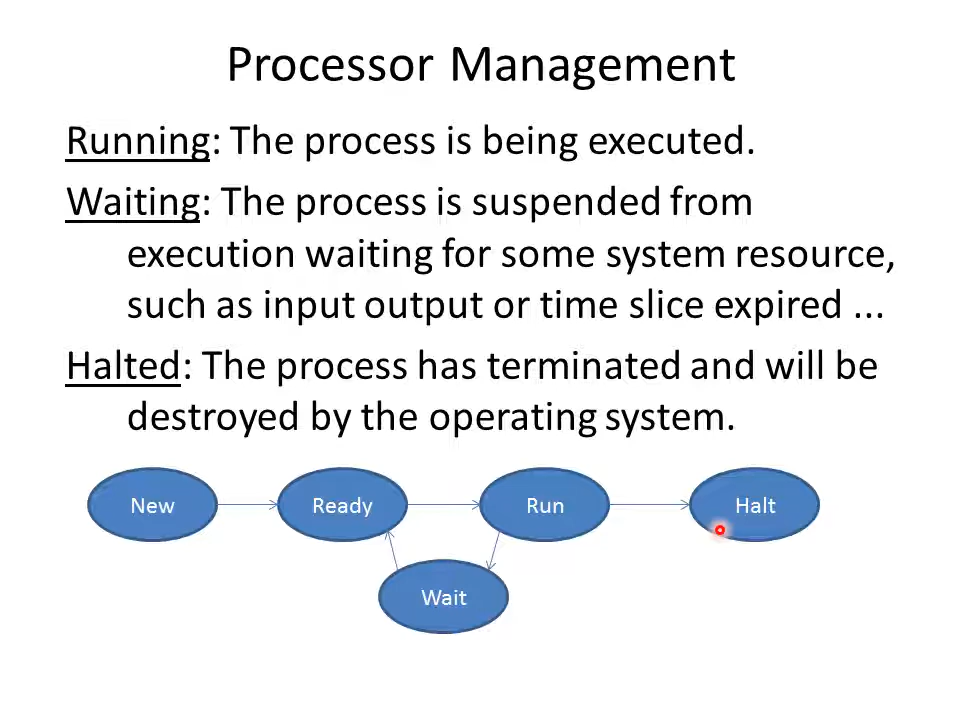 Processor Management
Running: The process is being executed.
Waiting: The process is suspended from
execution waiting for some system resource,
such as input output or time slice expired ...
Halted: The process has terminated and will be
destroyed by the operating system.
New Ready Run Halt
Wait